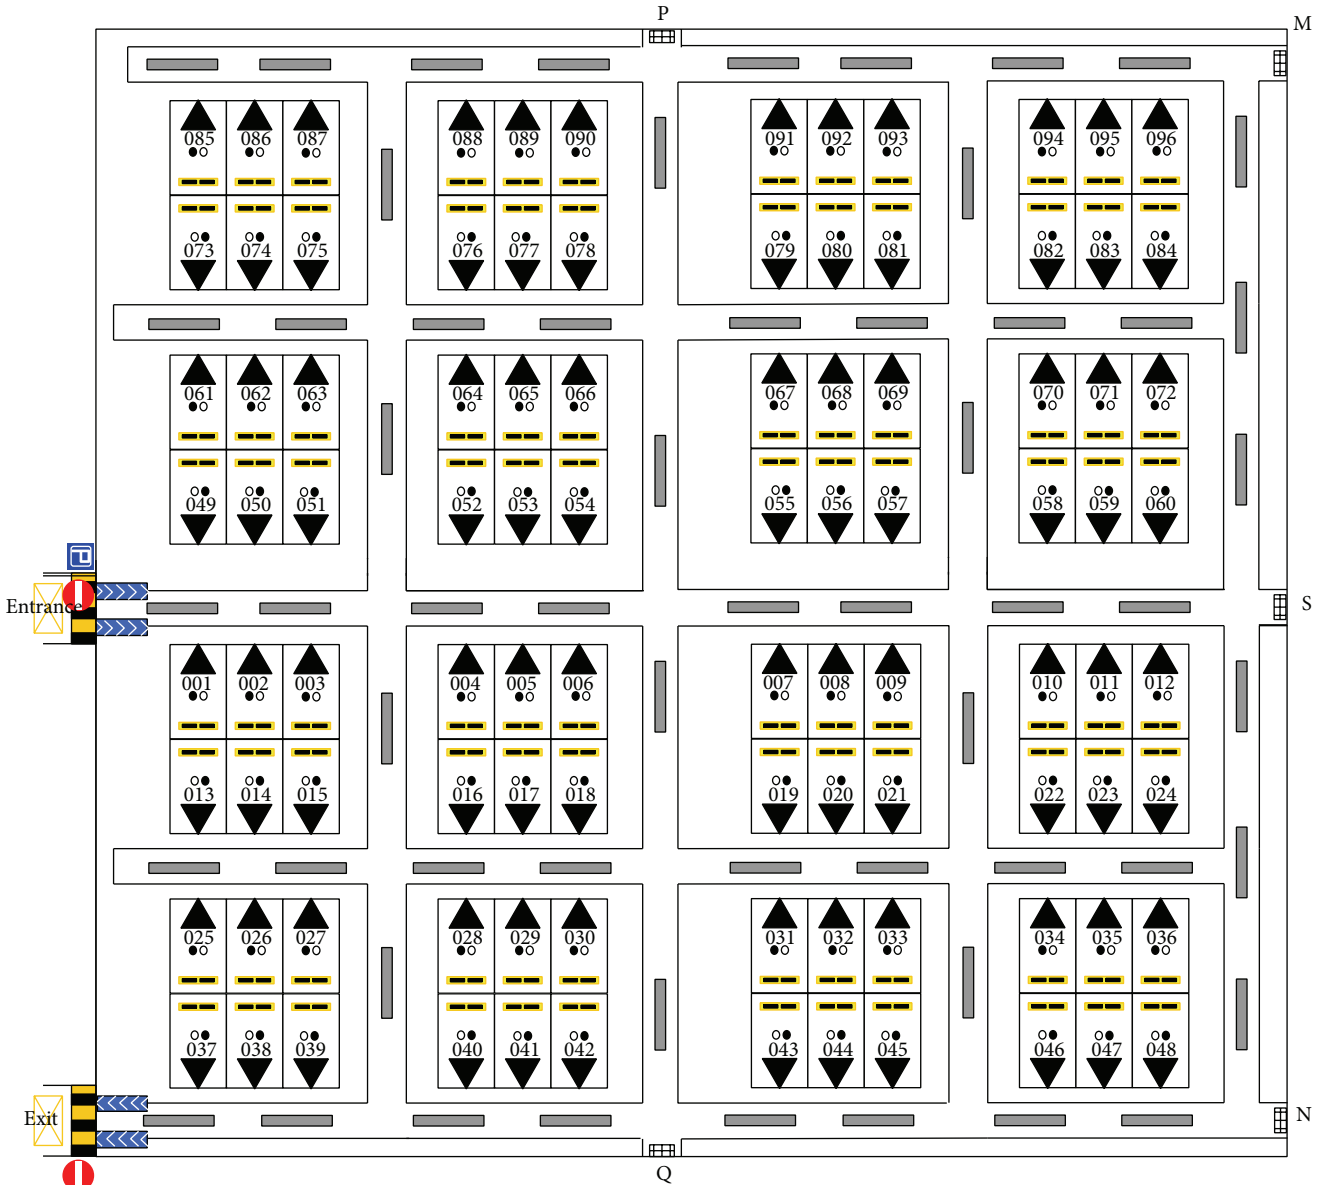 P
M
085 086 087 088 089 090 091 092 093 094 095 096
073 074 075 076 077 078 079 080 081 082 083 084
061 062 063 064 065 066 067 068 069 070 071 072
049 050 051 052 053 054 055 056 057 058 059 060
P
Entrance
S
001 002 003 004 005 006 007 008 009 010 011 012
013 014 015 016 017 018 019 020 021 022 023 024
025 026 027 028 029 030 031 032 033 034 035 036
037 038 039 040 041 042 043 044 045 046 047 048
Exit
N
Q